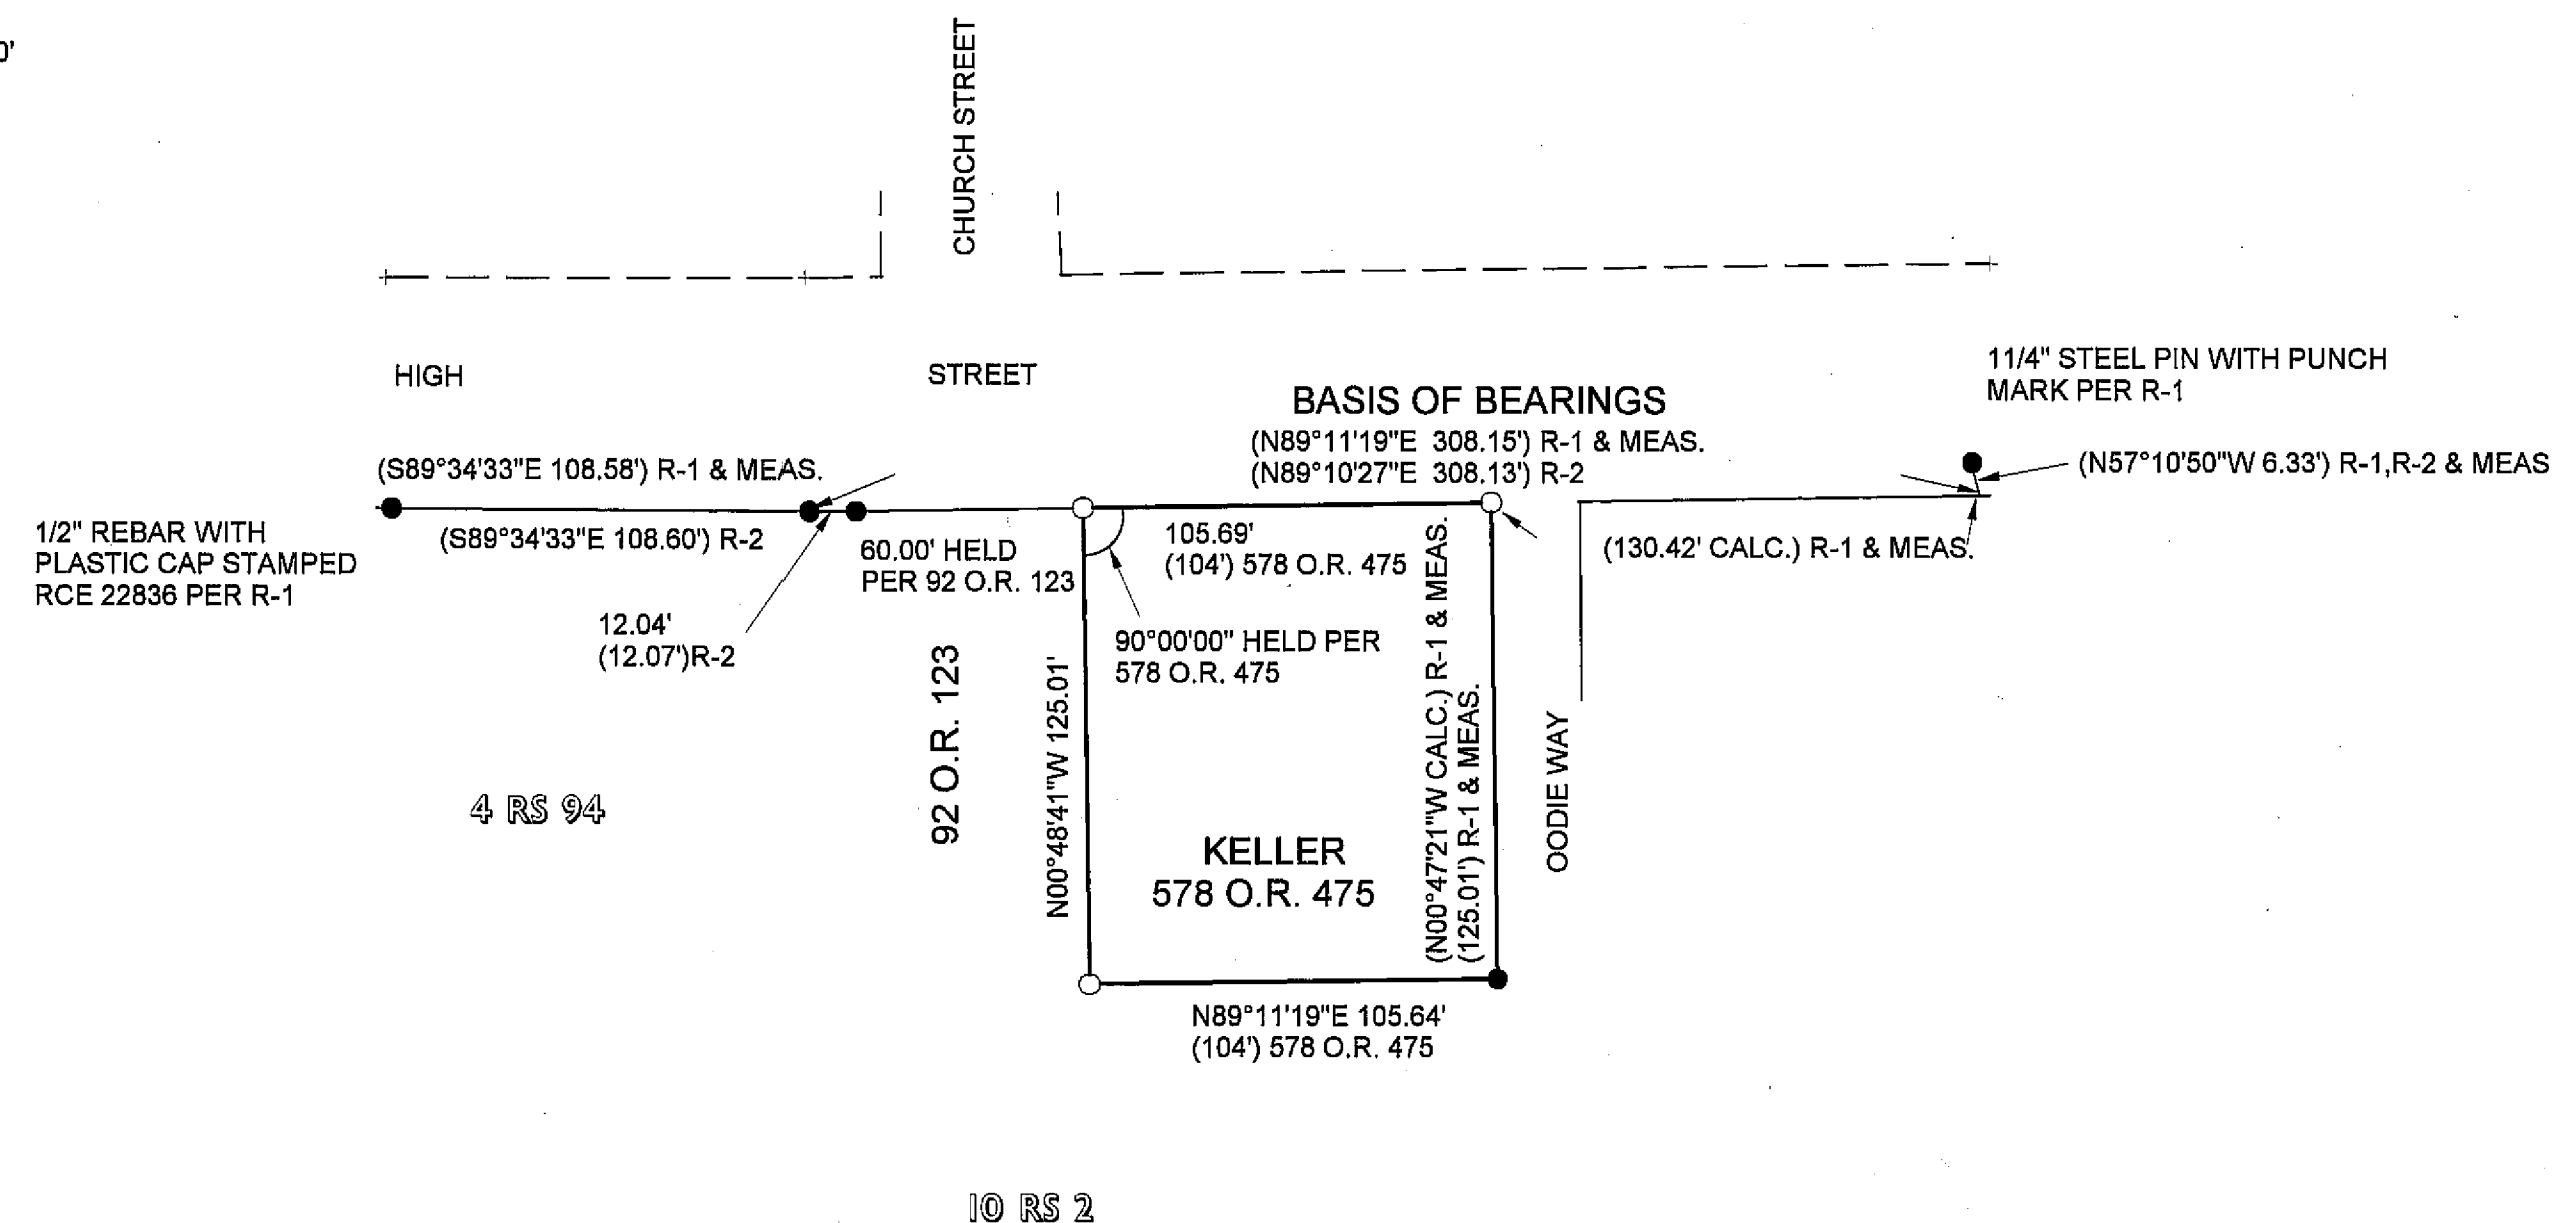 0'
CHURCH STREET
HIGH STREET
11/4" STEEL PIN WITH PUNCH
MARK PER R-1
BASIS OF BEARINGS
(N89°11'19"E 308.15') R-1 & MEAS.
(N89°10'27"E 308.13') R-2
(S89°34'33"E 108.58') R-1 & MEAS.
(N57°10'50"W 6.33') R-1,R-2 & MEAS
1/2" REBAR WITH
PLASTIC CAP STAMPED
RCE 22836 PER R-1
(S89°34'33"E 108.60') R-2
60.00' HELD
PER 92 O.R. 123
105.69'
(104') 578 O.R. 475
(130.42' CALC.) R-1 & MEAS.
12.04'
(12.07')R-2
90°00'00" HELD PER
578 O.R. 475
92 O.R. 123
N00°48'41"W 125.01'
(N00°47'21"W CALC.) R-1 & MEAS.
(125.01') R-1 & MEAS.
OODIE WAY
4 RS 94
KELLER
578 O.R. 475
N89°11'19"E 105.64'
(104') 578 O.R. 475
10 RS 2